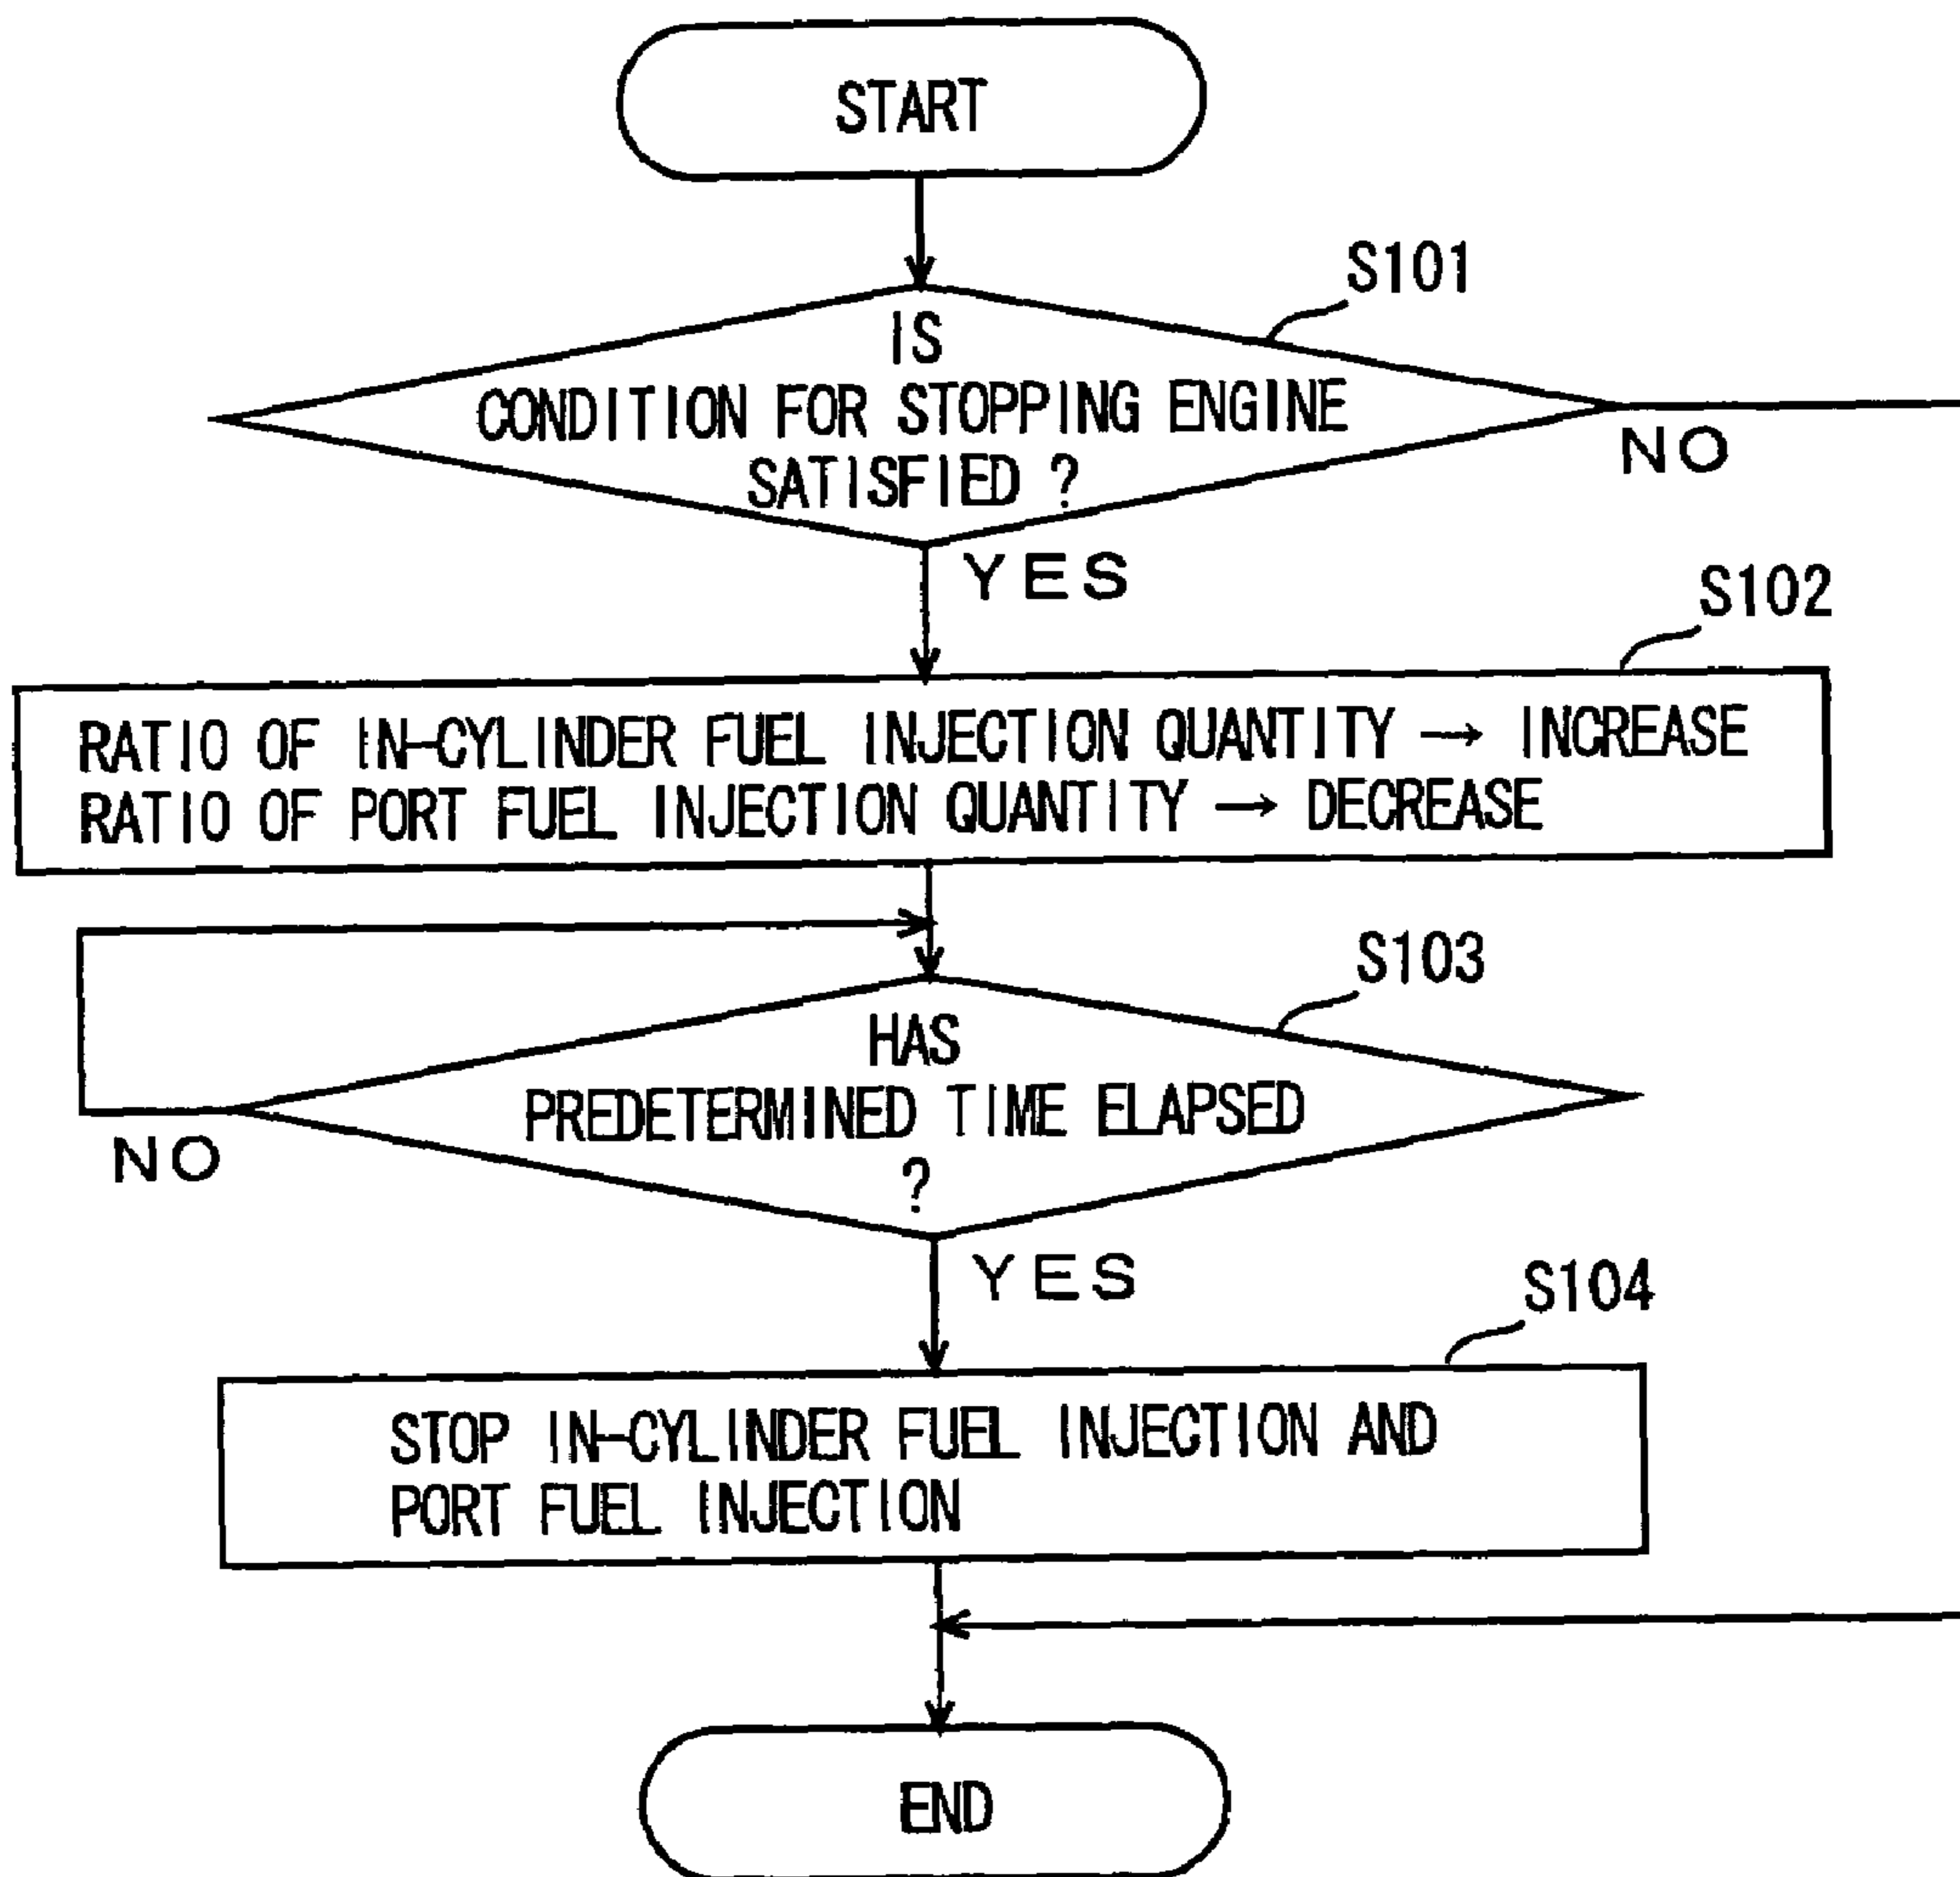 START
S101
IS
CONDITION FOR STOPPING ENGINE
SATISFIED ?
NO
YES
S102
RATIO OF IN-CYLINDER FUEL INJECTION QUANTITY → INCREASE
RATIO OF PORT FUEL INJECTION QUANTITY → DECREASE
S103
HAS
PREDETERMINED TIME ELAPSED
?
NO
YES
S104
STOP IN-CYLINDER FUEL INJECTION AND
PORT FUEL INJECTION
END